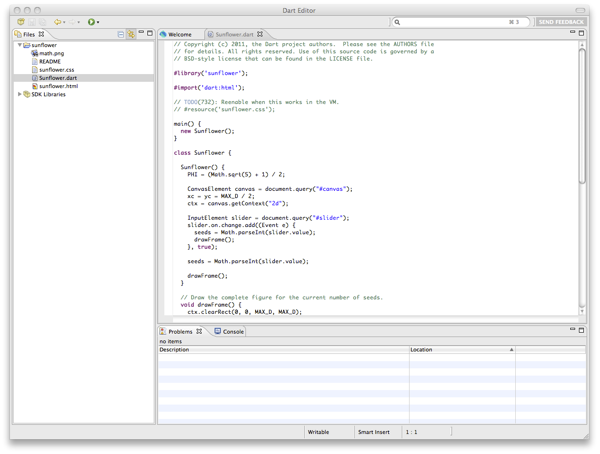 Dart Editor
⌘3
SEND FEEDBACK
Files
sunflower
math.png
README
sunflower.css
Sunflower.dart
sunflower.html
SDK Libraries
Welcome
Sunflower.dart
// Copyright (c) 2011, the Dart project authors.  Please see the AUTHORS file
// for details. All rights reserved. Use of this source code is governed by a
// BSD-style license that can be found in the LICENSE file.
#library('sunflower');
#import('dart:html');
// TODO(732): Reenable when this works in the VM.
// #resource('sunflower.css');
main() {
  new Sunflower();
}
class Sunflower {
  Sunflower() {
    PHI = (Math.sqrt(5) + 1) / 2;
    CanvasElement canvas = document.query("#canvas");
    xc = yc = MAX_D / 2;
    ctx = canvas.getContext("2d");
    InputElement slider = document.query("#slider");
    slider.on.change.add((Event e) {
      seeds = Math.parseInt(slider.value);
      drawFrame();
    }, true);
    seeds = Math.parseInt(slider.value);
    drawFrame();
  }
  // Draw the complete figure for the current number of seeds.
  void drawFrame() {
    ctx.clearRect(0, 0, MAX_D, MAX_D);
Problems
Console
no items
Description
Location
Writable
Smart Insert
1 : 1